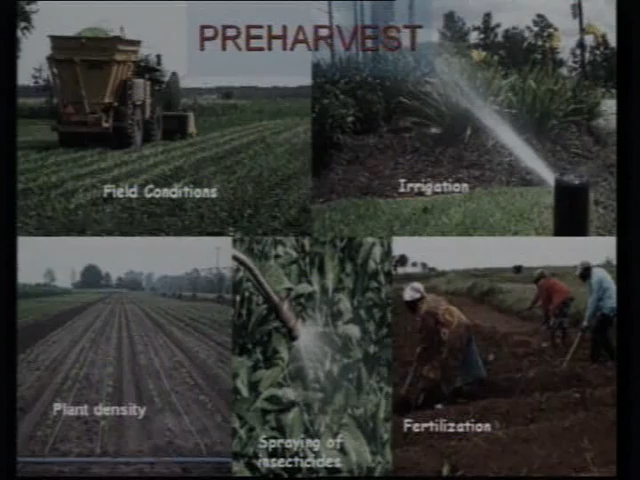 PREHARVEST
Field Conditions
Irrigation
Plant density
Spraying of
insecticides
Fertilization